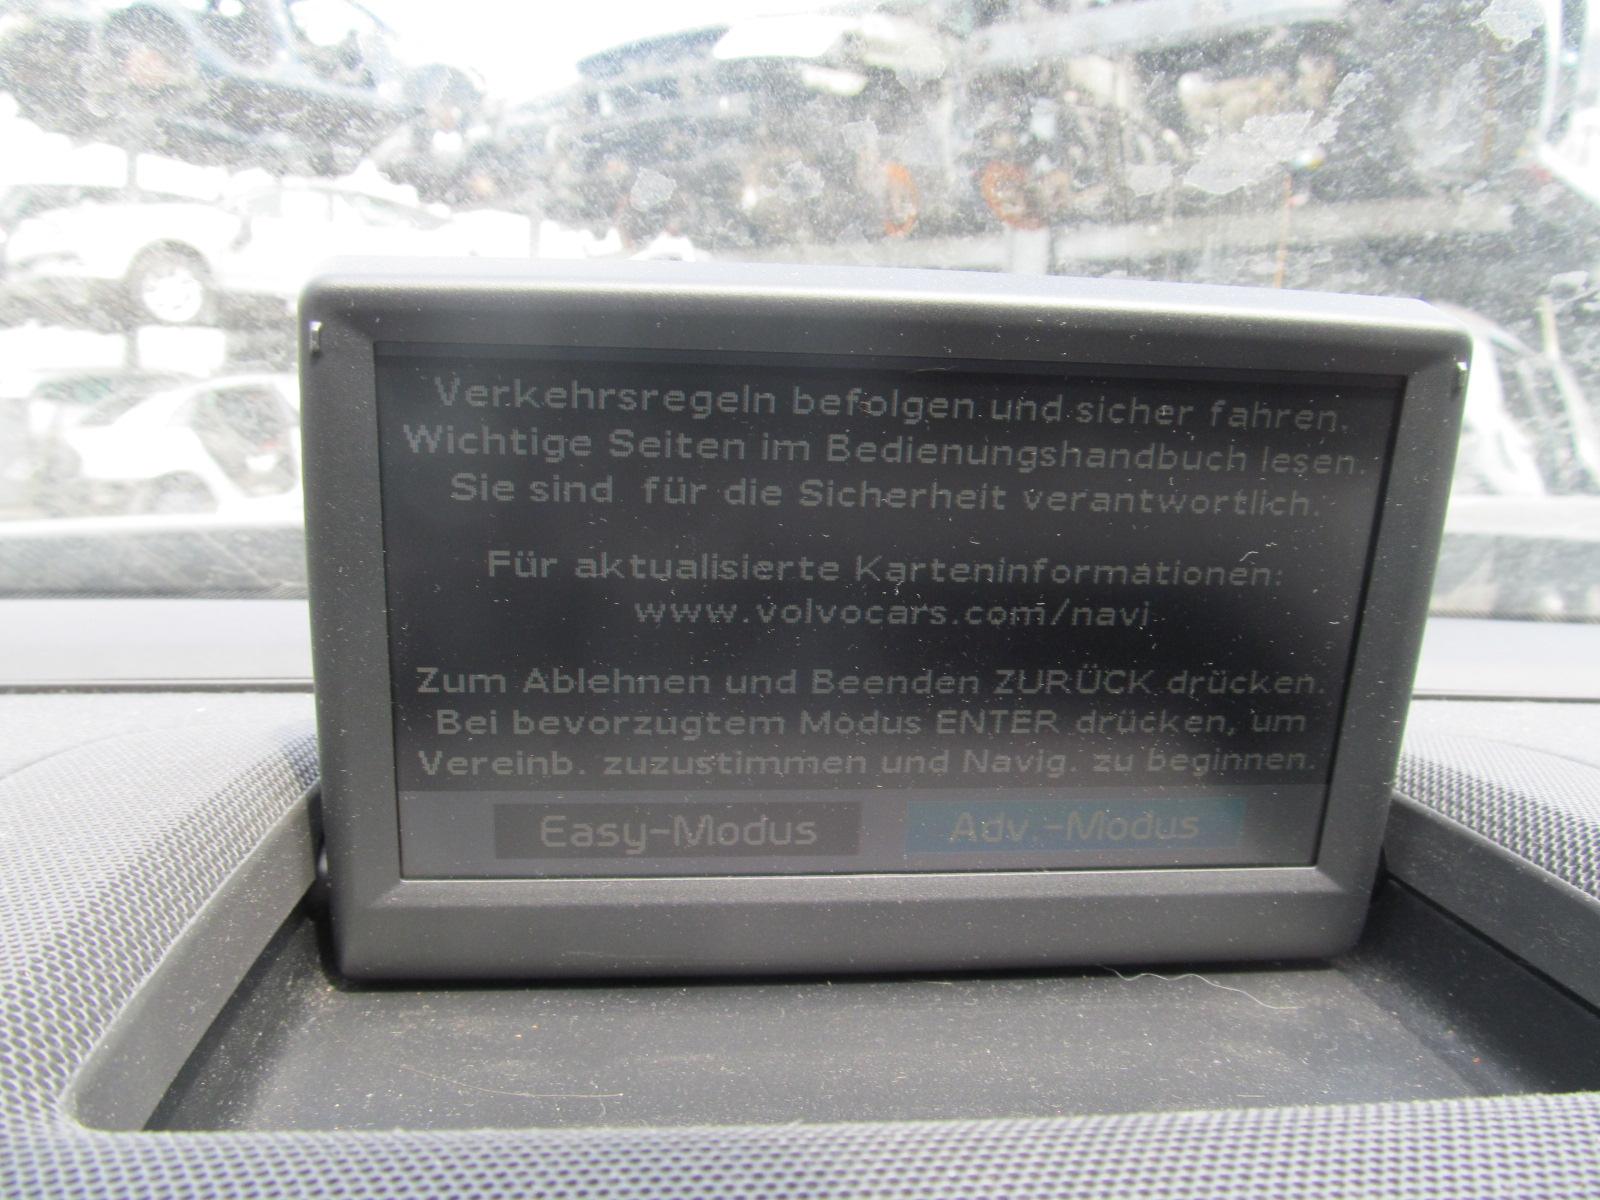 Verkehrsregeln befolgen und sicher fahren.
Wichtige Seiten im Bedienungshandbuch lesen.
Sie sind für die Sicherheit verantwortlich.
Für aktualisierte Karteninformationen:
www.volvocars.com/navi
Zum Ablehnen und Beenden ZURÜCK drücken.
Bei bevorzugtem Modus ENTER drücken, um
Vereinb. zuzustimmen und Navig. zu beginnen.
Easy-Modus Adv.-Modus